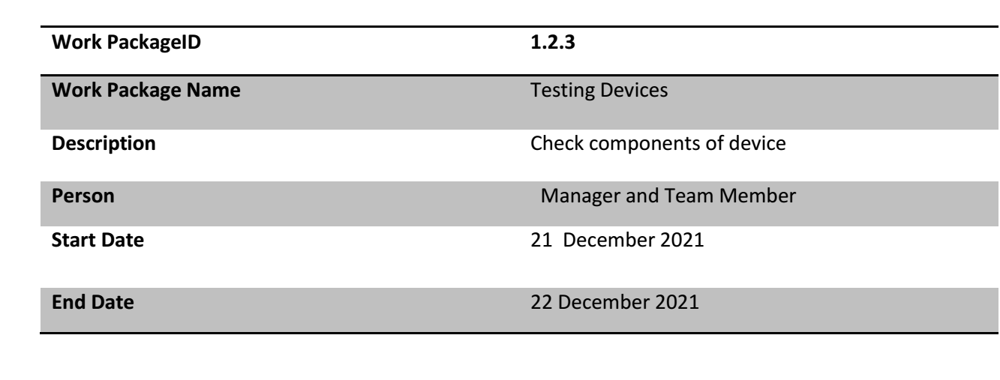 Work PackageID 1.2.3
Work Package Name Testing Devices
Description Check components of device
Person Manager and Team Member
Start Date 21 December 2021
End Date 22 December 2021